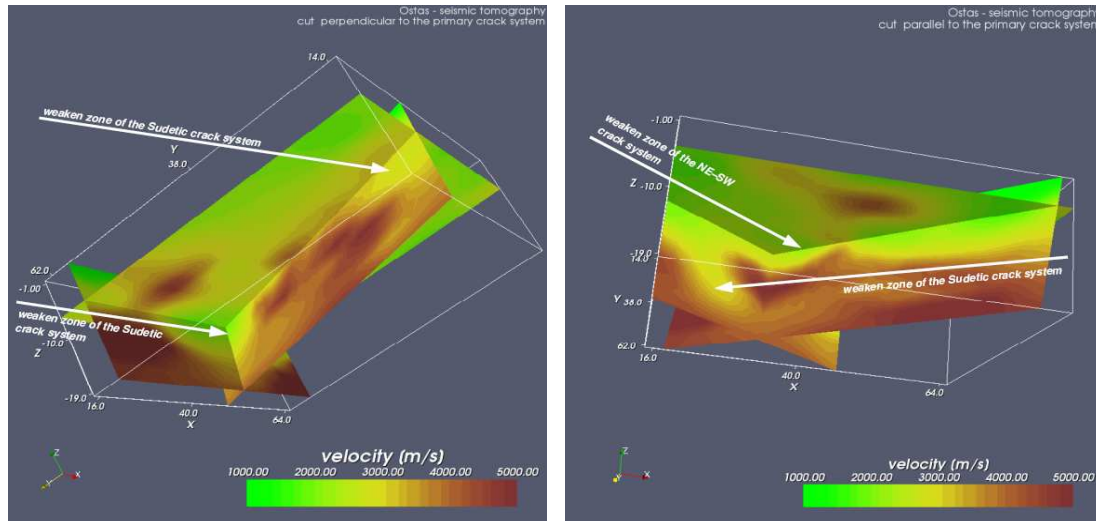 Ostas - seismic tomography
cut perpendicular to the primary crack system
14.0
weaken zone of the Sudetic crack system
Y
38.0
62.0
-1.00
weaken zone of the Sudetic
crack system
Z
-10.0
-19.0
16.0
40.0
X
64.0
Z
X
Y
velocity (m/s)
1000.00 2000.00 3000.00 4000.00 5000.00
Ostas - seismic tomography
cut parallel to the primary crack system
-1.00
weaken zone of the NE-SW
crack system
Z
-10.0
-19.0
14.0
weaken zone of the Sudetic crack system
Y
38.0
62.0
16.0
40.0
X
64.0
Z
X
Y
velocity (m/s)
1000.00 2000.00 3000.00 4000.00 5000.00